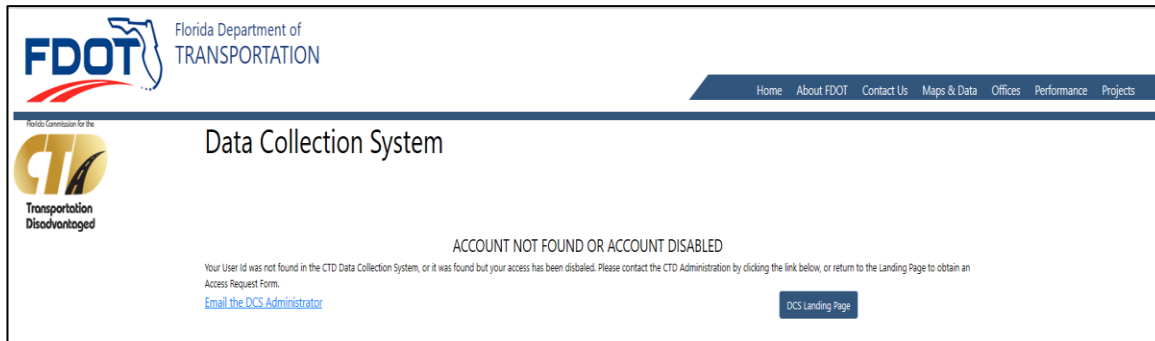 FDOT
Florida Department of
TRANSPORTATION
Home About FDOT Contact Us Maps & Data Offices Performance Projects
Florida Commission for the
CTD
Transportation
Disadvantaged
Data Collection System
ACCOUNT NOT FOUND OR ACCOUNT DISABLED
Your User Id was not found in the CTD Data Collection System, or it was found but your access has been disbaled. Please contact the CTD Administration by clicking the link below, or return to the Landing Page to obtain an
Access Request Form.
Email the DCS Administrator
DCS Landing Page